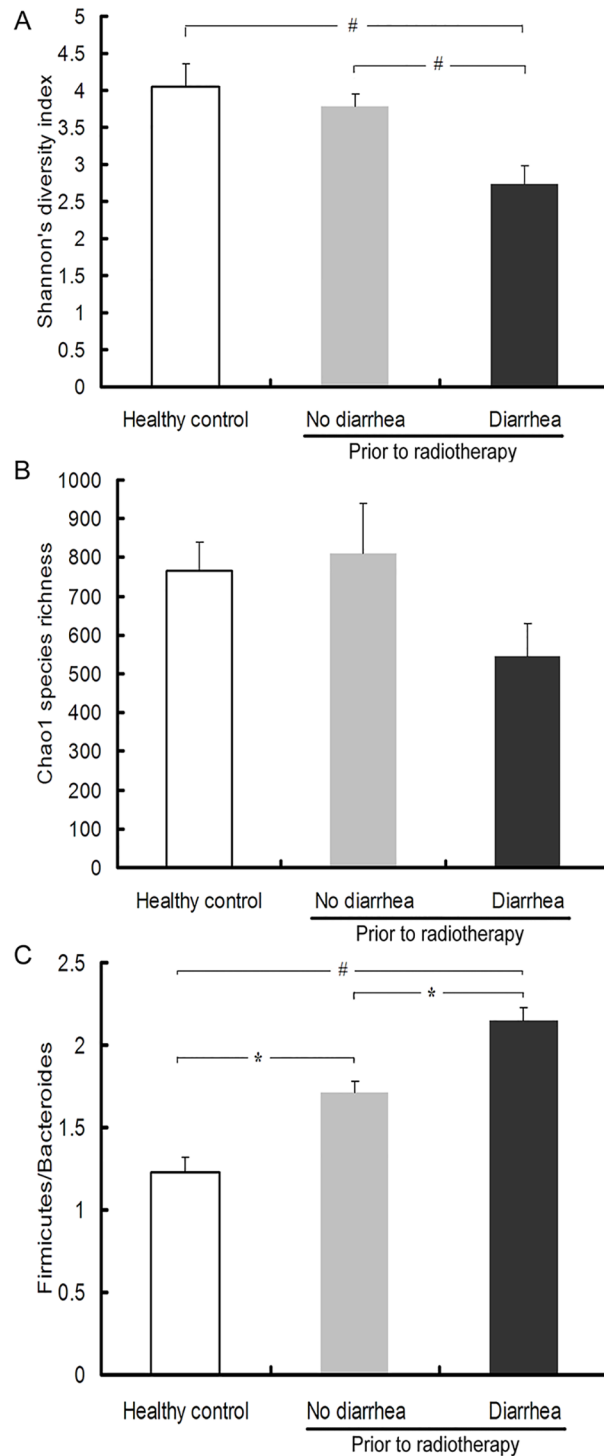 A
Shannon's diversity index
5
4.5
4
3.5
3
2.5
2
1.5
1
0.5
0
#
#
Healthy control No diarrhea Diarrhea
Prior to radiotherapy
B
Chao1 species richness
1000
900
800
700
600
500
400
300
200
100
0
Healthy control No diarrhea Diarrhea
Prior to radiotherapy
C
Firmicutes/Bacteroides
2.5
2
1.5
1
0.5
0
#
*
*
Healthy control No diarrhea Diarrhea
Prior to radiotherapy